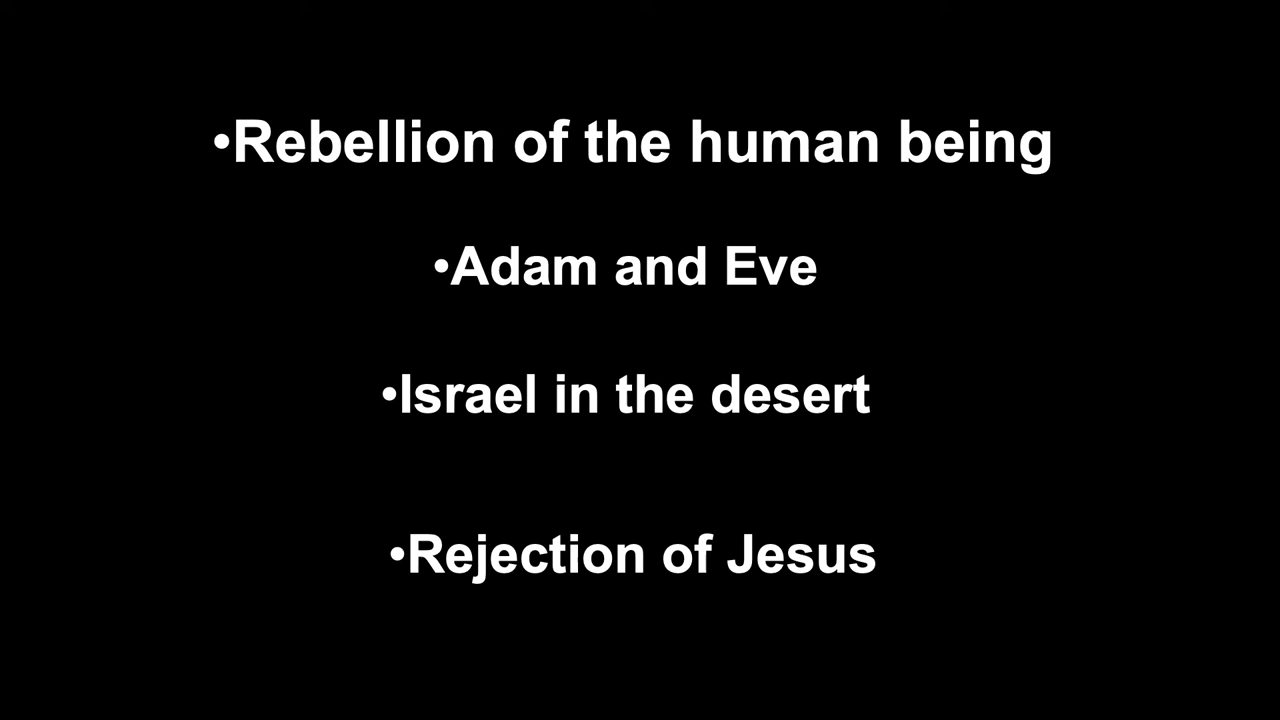 •Rebellion of the human being
•Adam and Eve
•Israel in the desert
•Rejection of Jesus